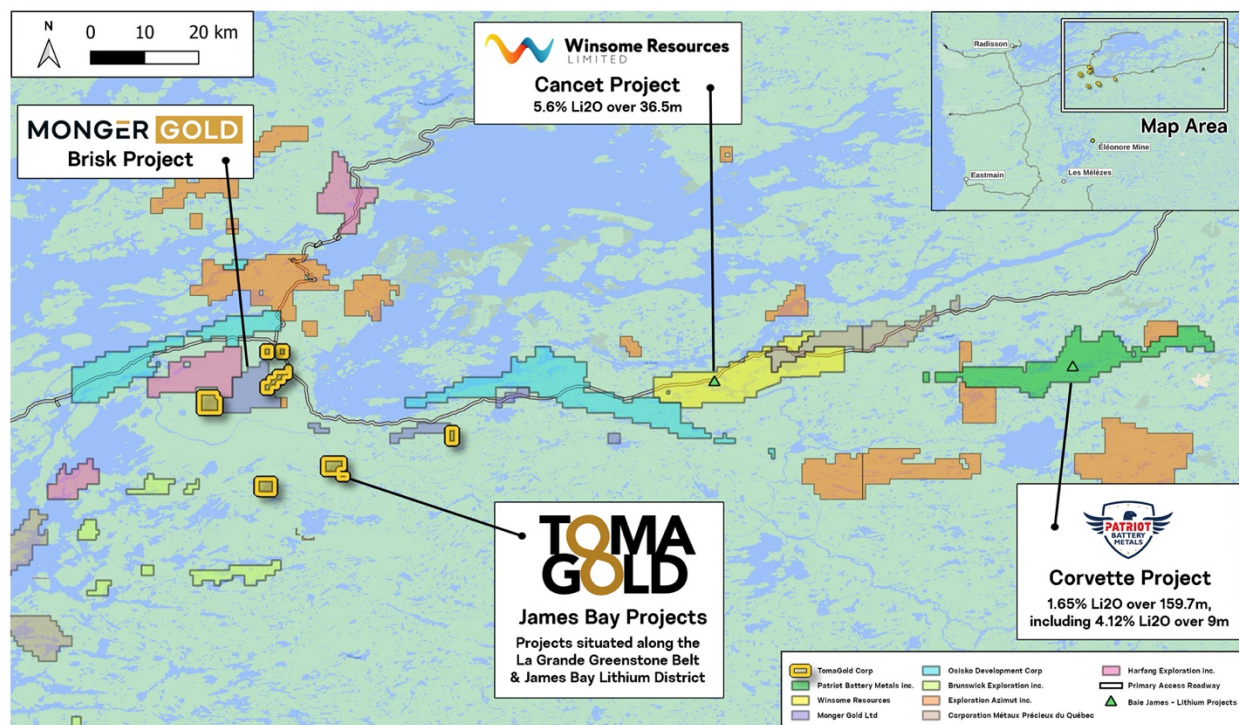 N
0 10 20 km
MONGER GOLD
Brisk Project
Winsome Resources
LIMITED
Cancet Project
5.6% Li2O over 36.5m
Radisson
Map Area
Éléonore Mine
Eastmain
Les Mélèzes
TOMA
GOLD
James Bay Projects
Projects situated along the
La Grande Greenstone Belt
& James Bay Lithium District
PATRIOT
BATTERY
METALS
Corvette Project
1.65% Li2O over 159.7m,
including 4.12% Li2O over 9m
TomaGold Corp
Patriot Battery Metals inc.
Winsome Resources
Monger Gold Ltd
Osisko Development Corp
Brunswick Exploration inc.
Exploration Azimut inc.
Corporation Métaux Précieux du Québec
Harfang Exploration inc.
Primary Access Roadway
Baie James - Lithium Projects